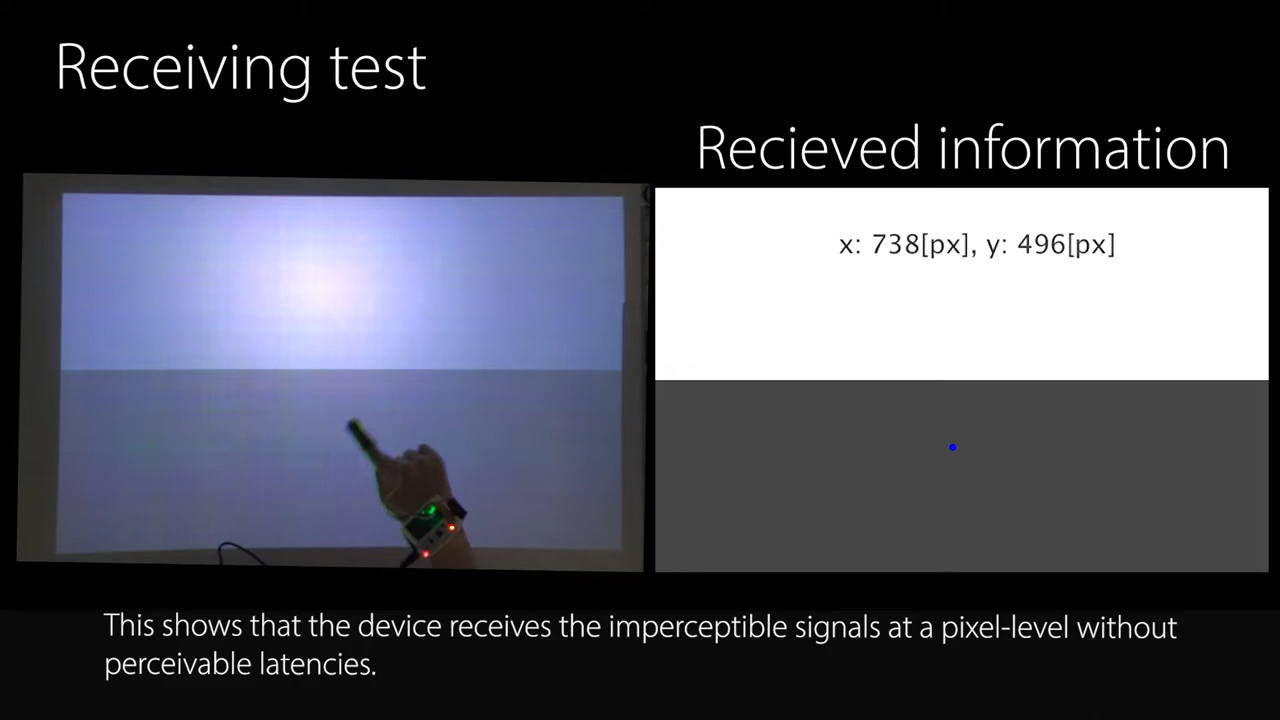 Receiving test
Recieved information
x: 738[px], y: 496[px]
This shows that the device receives the imperceptible signals at a pixel-level without
perceivable latencies.